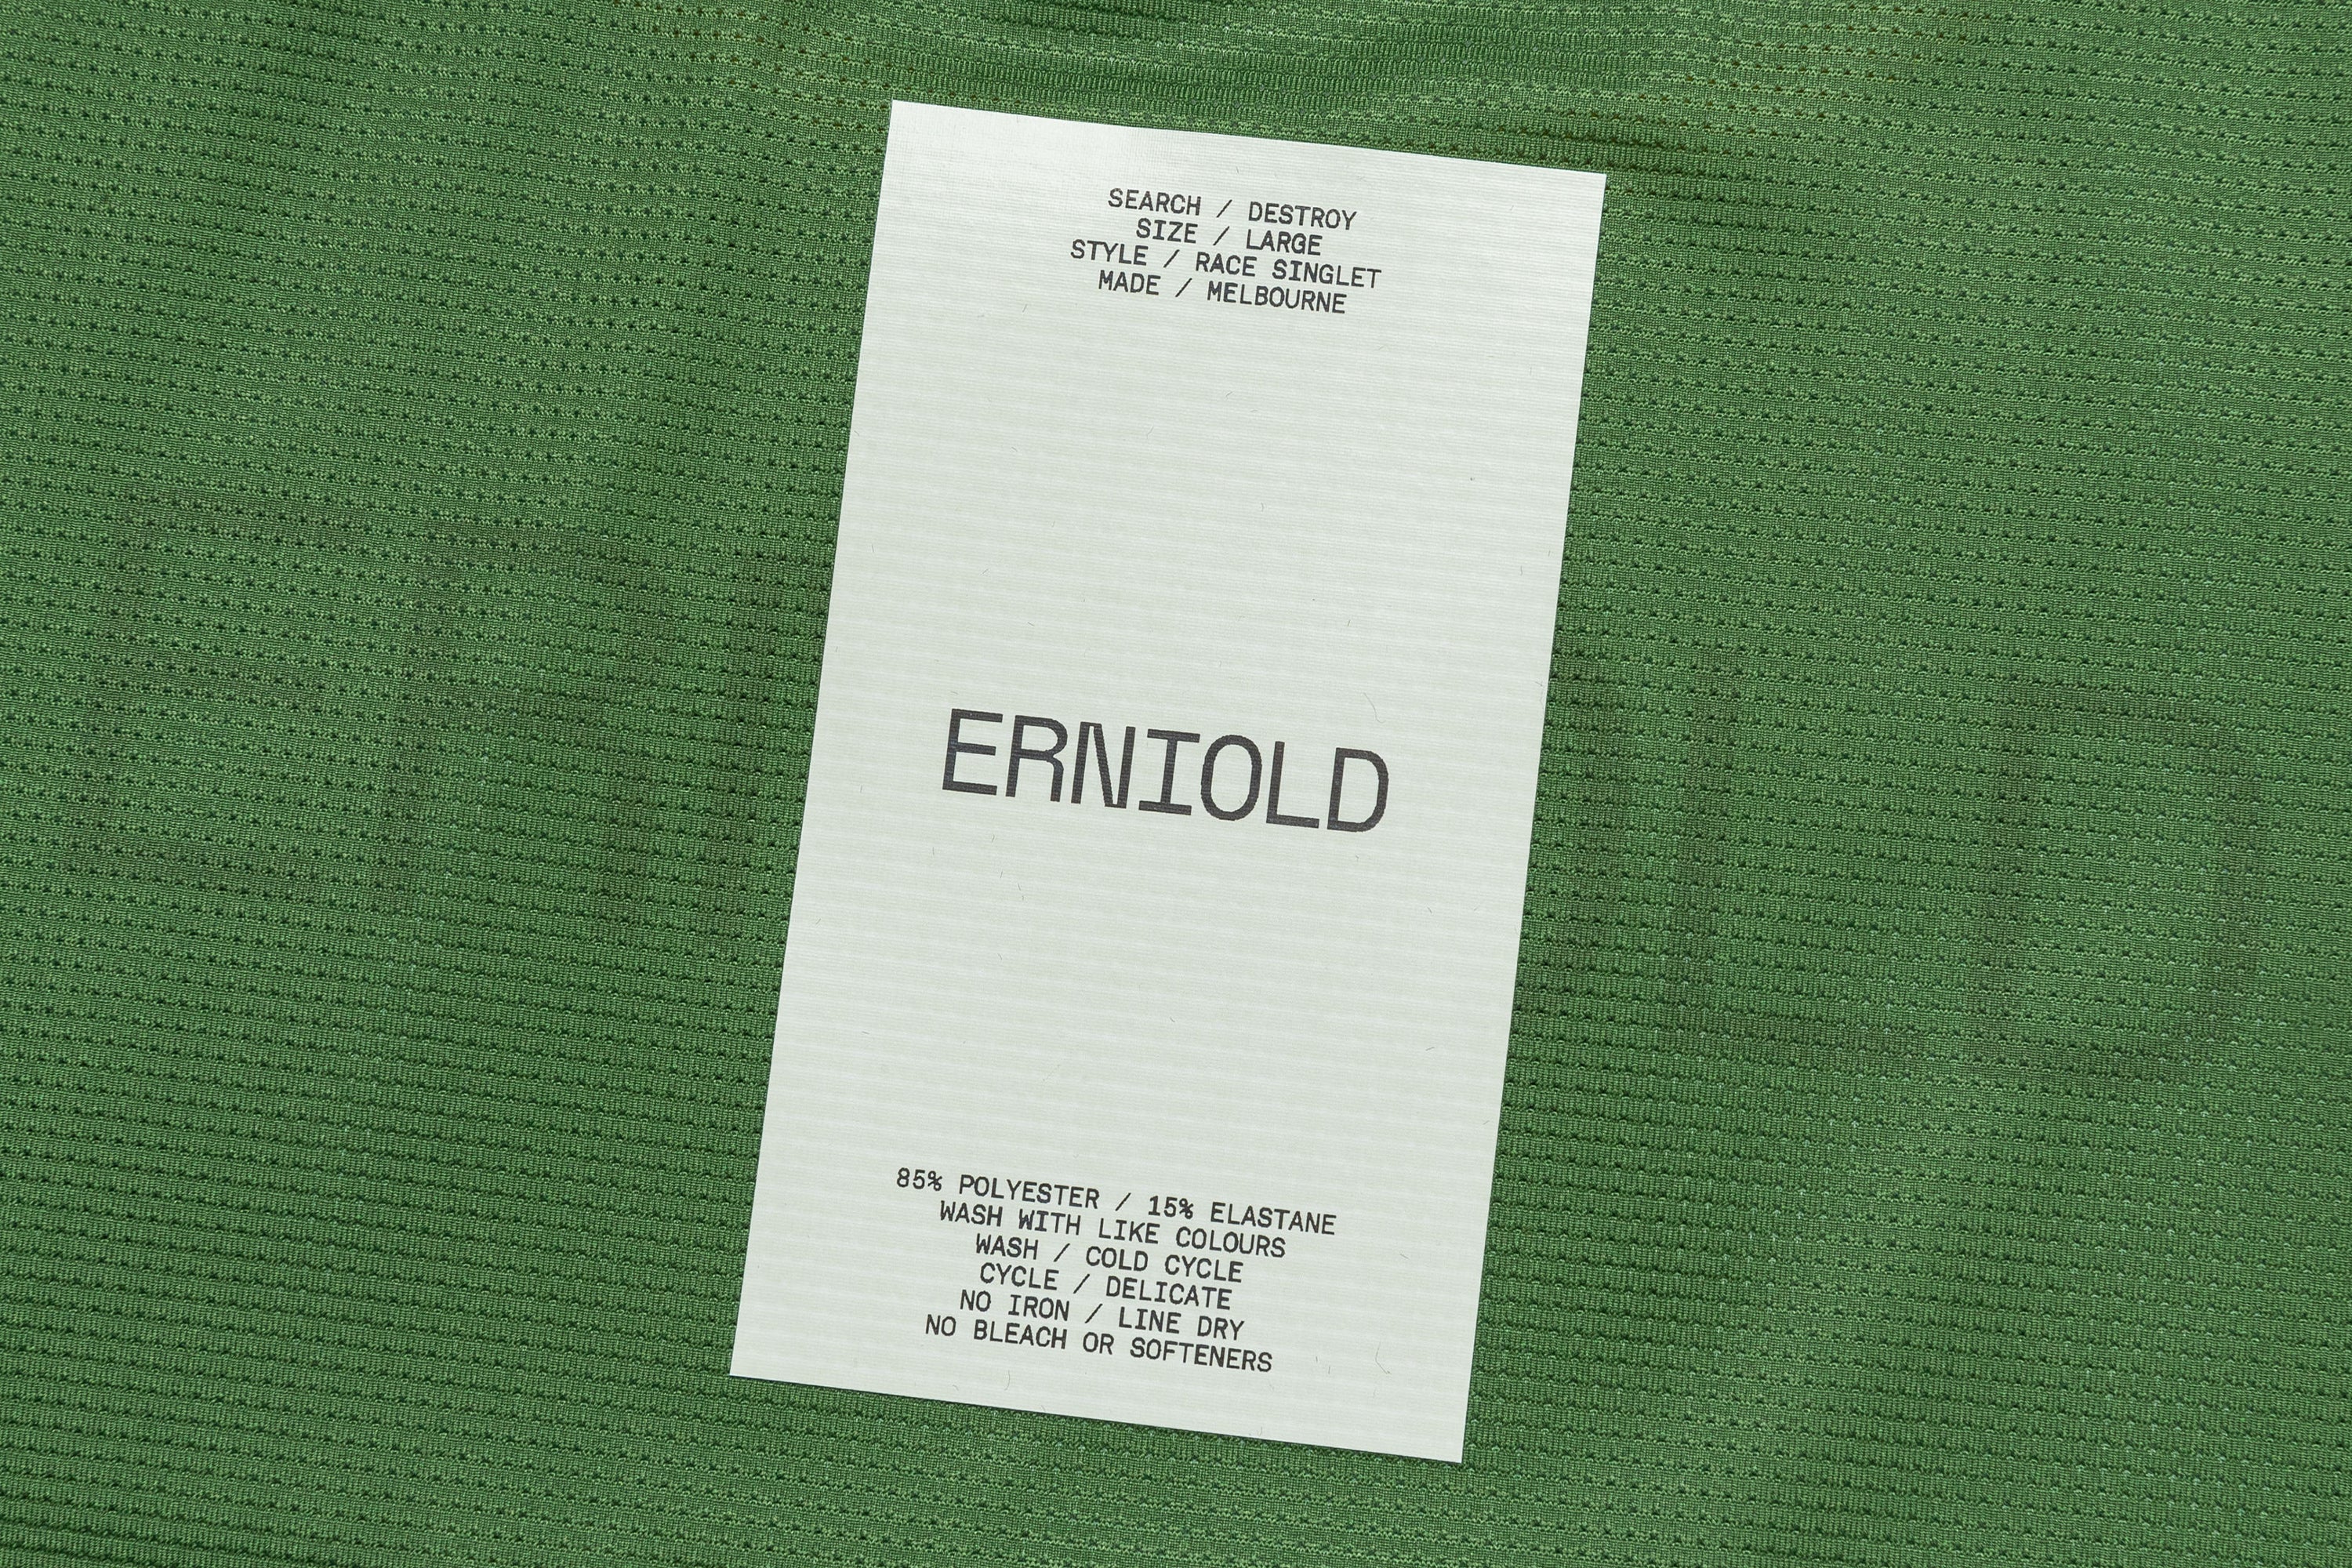 SEARCH / DESTROY
SIZE / LARGE
STYLE / RACE SINGLET
MADE / MELBOURNE
ERNIOLD
85% POLYESTER / 15% ELASTANE
WASH WITH LIKE COLOURS
WASH / COLD CYCLE
CYCLE / DELICATE
NO IRON / LINE DRY
NO BLEACH OR SOFTENERS